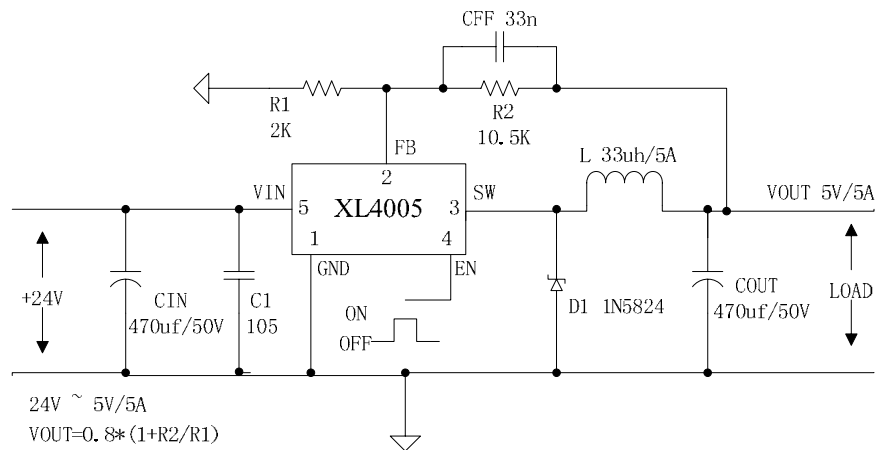 CFF 33n
R1
2K
R2
10.5K
FB
L 33uh/5A
VIN
2
SW
VOUT 5V/5A
5
XL4005
3
1
4
GND
EN
+24V
CIN
470uf/50V
C1
105
ON
OFF
D1 1N5824
COUT
470uf/50V
LOAD
24V ~ 5V/5A
VOUT=0.8*(1+R2/R1)